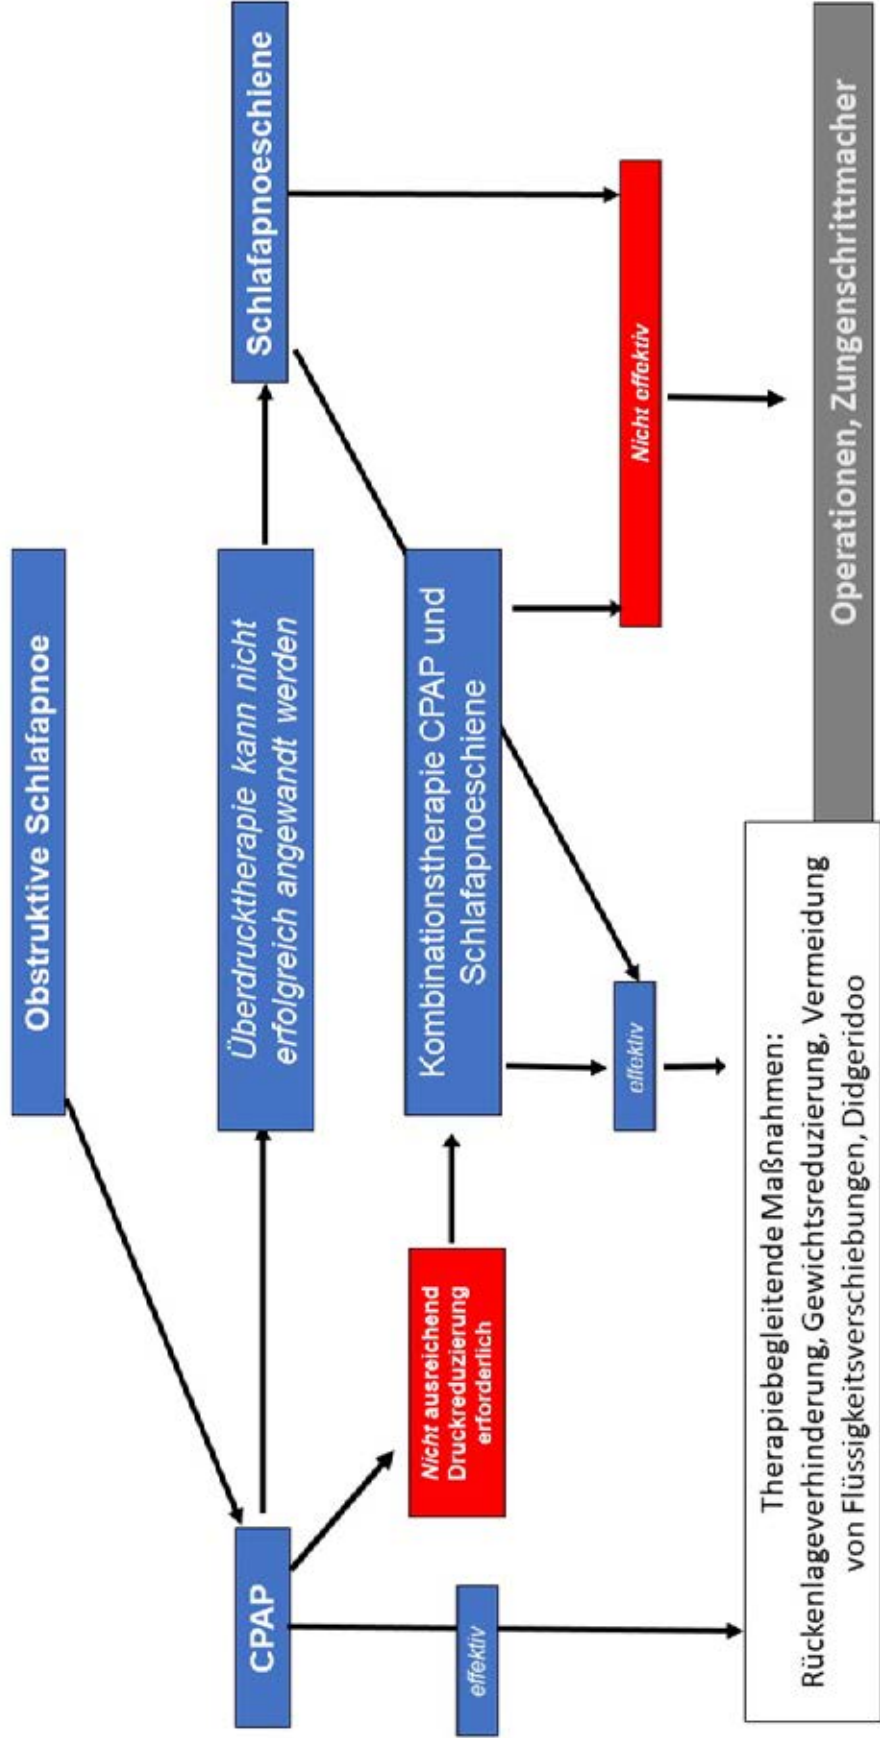 Obstruktive Schlafapnoe
CPAP
Überdrucktherapie kann nicht
erfolgreich angewandt werden
Schlafapnoeschiene
effektiv
Nicht ausreichend
Druckreduzierung
erforderlich
Kombinationstherapie CPAP und
Schlafapnoeschiene
effektiv
Nicht effektiv
Therapiebegleitende Maßnahmen:
Rückenlageverhinderung, Gewichtsreduzierung, Vermeidung
von Flüssigkeitsverschiebungen, Didgeridoo
Operationen, Zungenschrittmacher